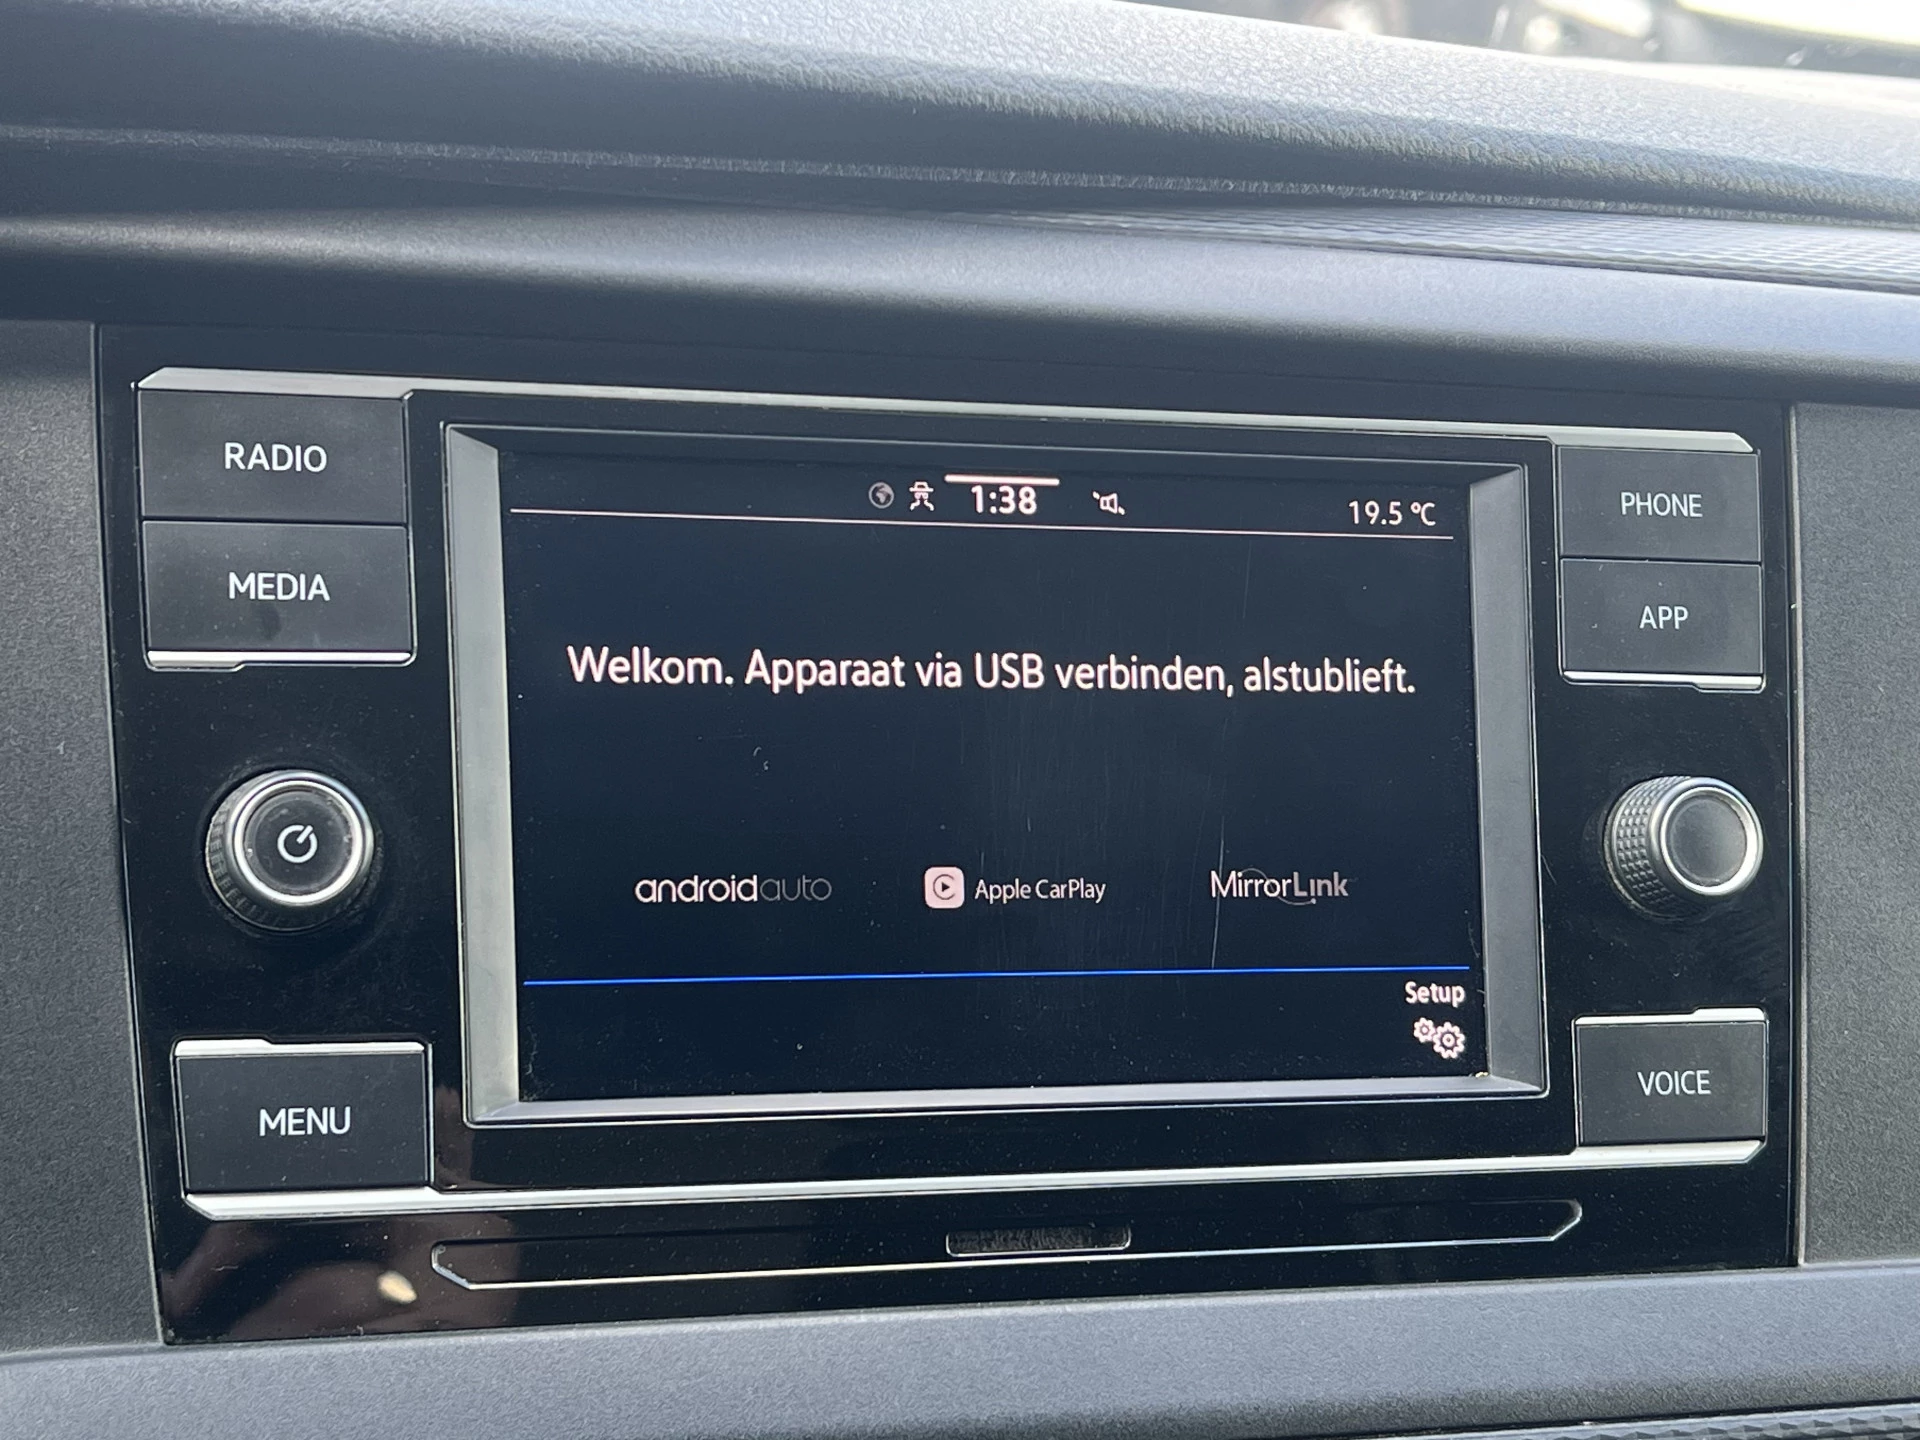 RADIO
MEDIA
MENU
1:38
19.5 °C
Welkom. Apparaat via USB verbinden, alstublieft.
androidauto
Apple CarPlay
MirrorLink
Setup
PHONE
APP
VOICE